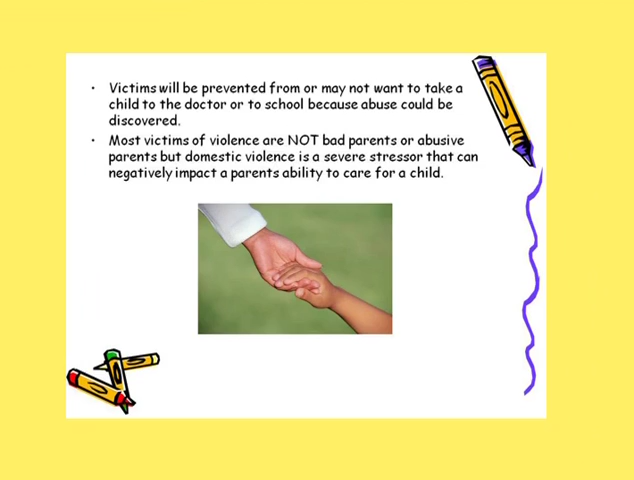 • Victims will be prevented from or may not want to take a
child to the doctor or to school because abuse could be
discovered.
• Most victims of violence are NOT bad parents or abusive
parents but domestic violence is a severe stressor that can
negatively impact a parents ability to care for a child.